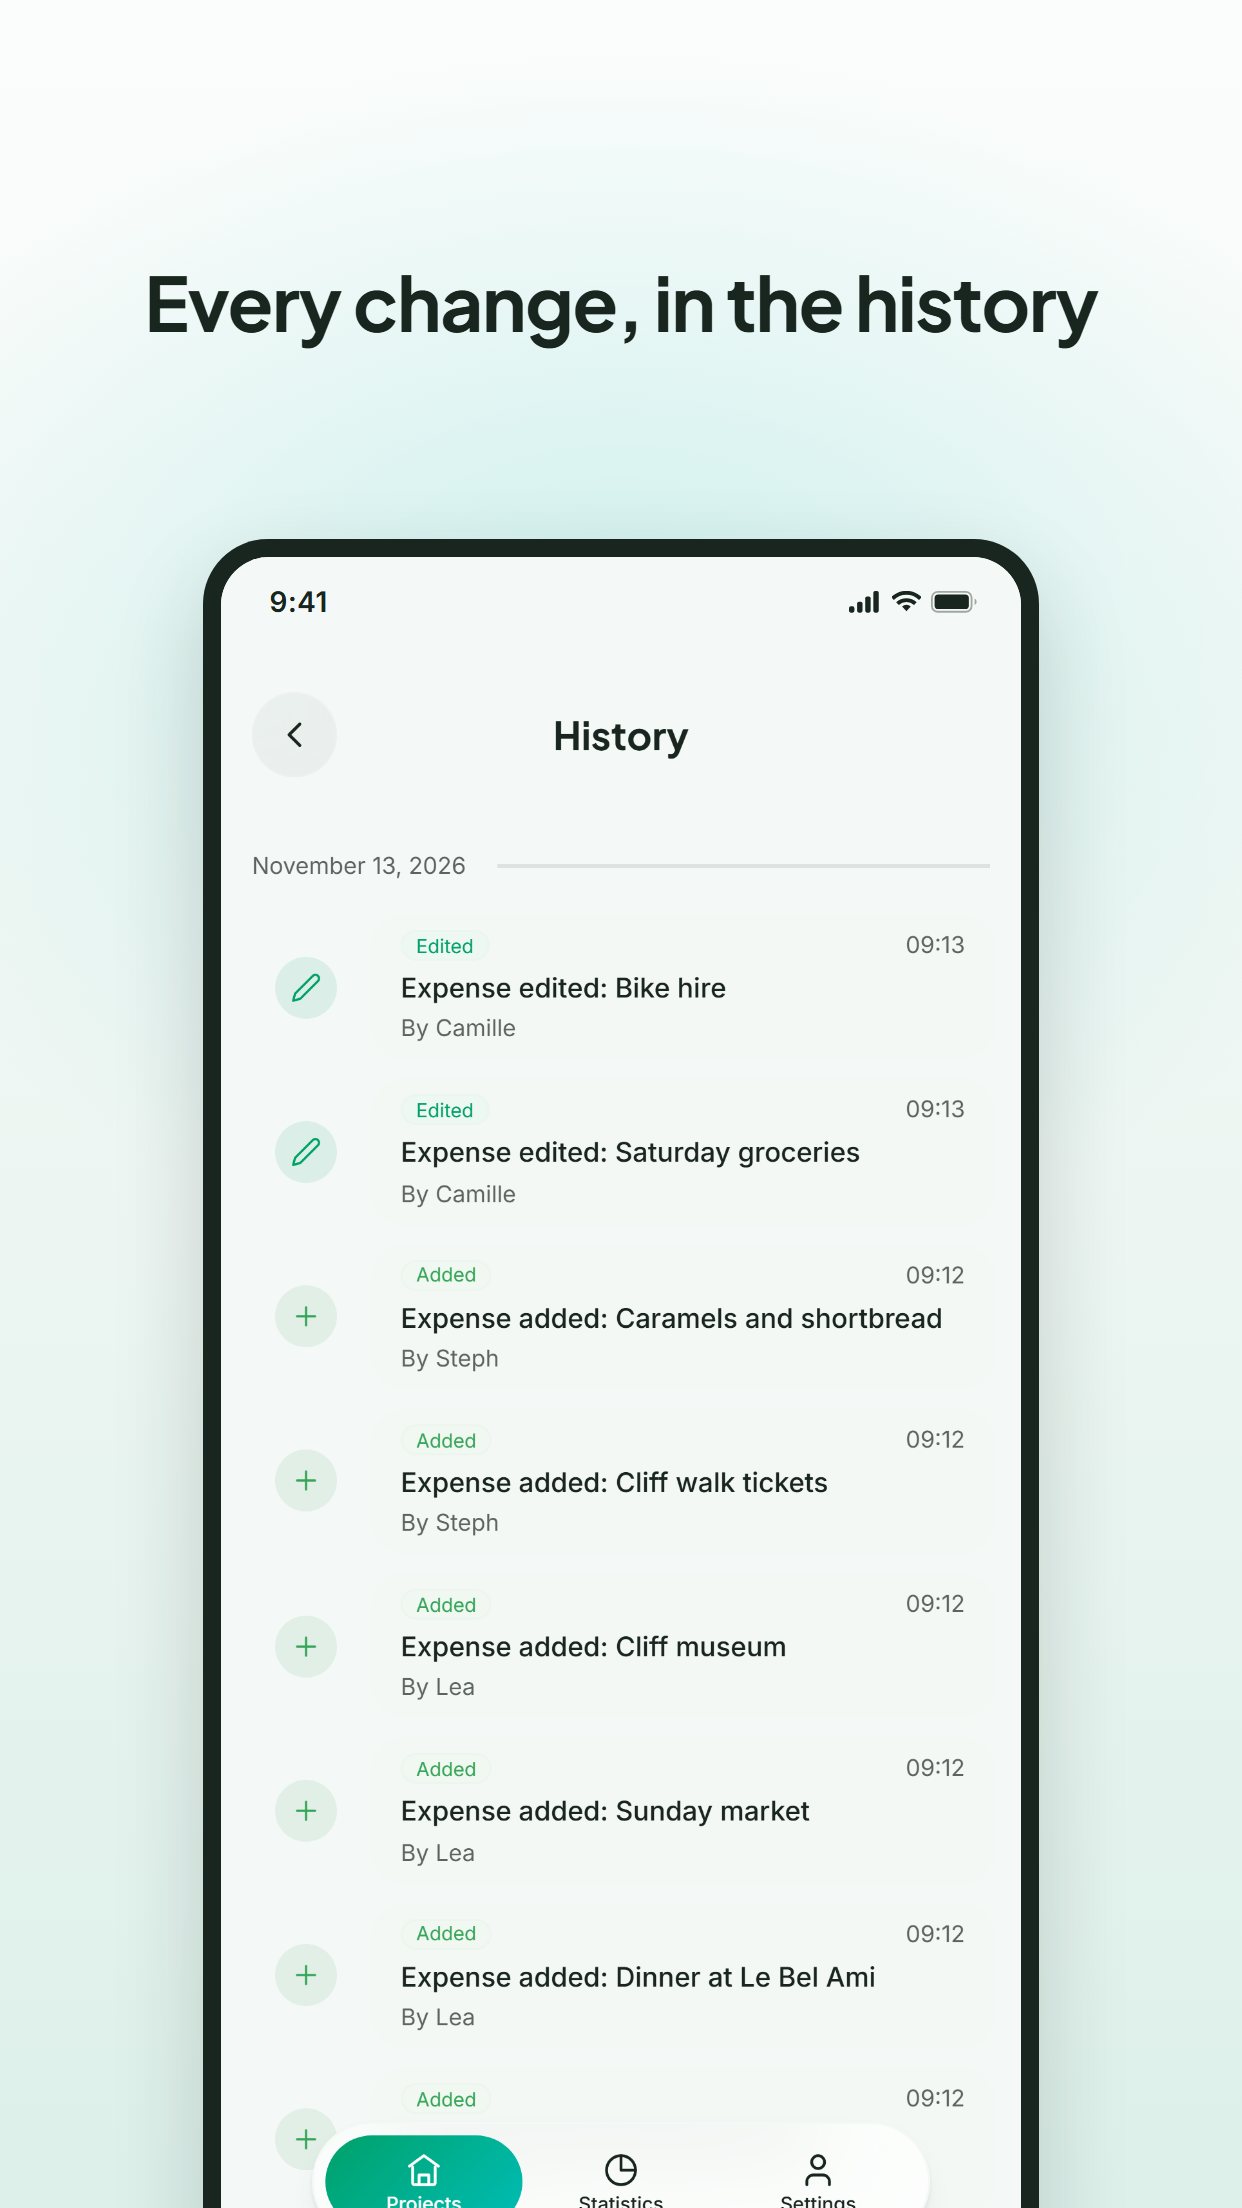 Every change, in the history
9:41
History
November 13, 2026
Edited
09:13
Expense edited: Bike hire
By Camille
Edited
09:13
Expense edited: Saturday groceries
By Camille
Added
09:12
Expense added: Caramels and shortbread
By Steph
Added
09:12
Expense added: Cliff walk tickets
By Steph
Added
09:12
Expense added: Cliff museum
By Lea
Added
09:12
Expense added: Sunday market
By Lea
Added
09:12
Expense added: Dinner at Le Bel Ami
By Lea
Added
09:12
Projects
Statistics
Settings